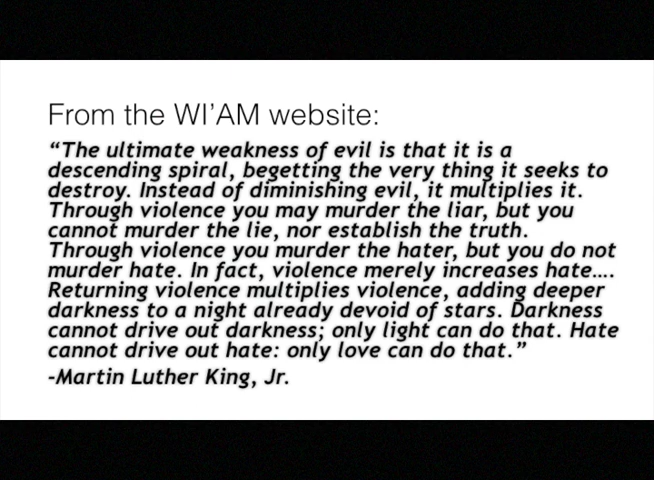 From the WI'AM website:
“The ultimate weakness of evil is that it is a
descending spiral, begetting the very thing it seeks to
destroy. Instead of diminishing evil, it multiplies it.
Through violence you may murder the liar, but you
cannot murder the lie, nor establish the truth.
Through violence you murder the hater, but you do not
murder hate. In fact, violence merely increases hate….
Returning violence multiplies violence, adding deeper
darkness to a night already devoid of stars. Darkness
cannot drive out darkness; only light can do that. Hate
cannot drive out hate: only love can do that.”
-Martin Luther King, Jr.